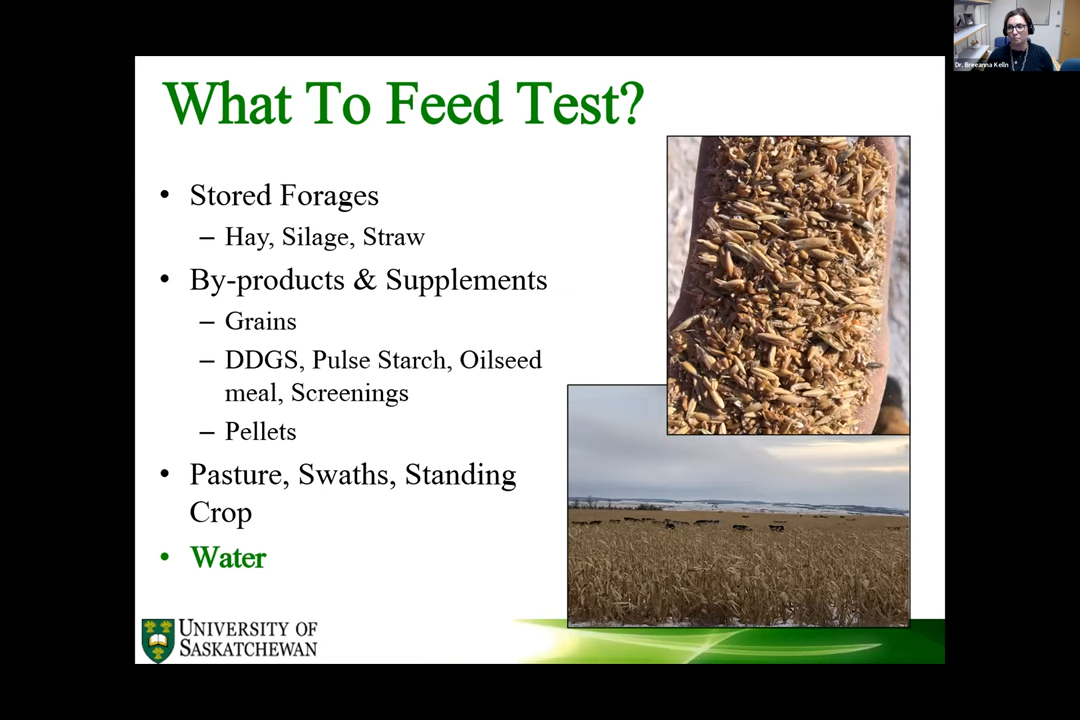 What To Feed Test?
• Stored Forages
– Hay, Silage, Straw
• By-products & Supplements
– Grains
– DDGS, Pulse Starch, Oilseed
meal, Screenings
– Pellets
• Pasture, Swaths, Standing
Crop
• Water
UNIVERSITY OF
SASKATCHEWAN
Dr. Breeanna Kelln